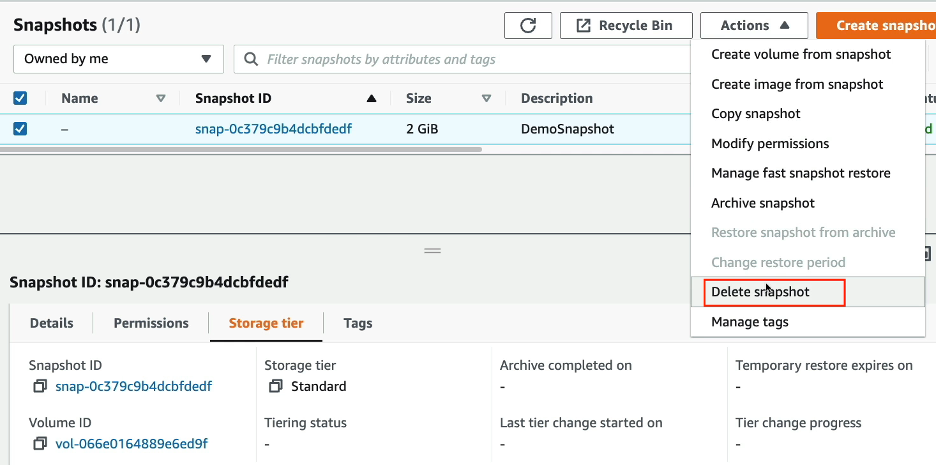 Snapshots (1/1)
Recycle Bin
Actions
Create snapsho
Owned by me
Filter snapshots by attributes and tags
Name
Snapshot ID
Size
Description
– snap-0c379c9b4dcbfdedf 2 GiB DemoSnapshot
Create volume from snapshot
Create image from snapshot
Copy snapshot
Modify permissions
Manage fast snapshot restore
Archive snapshot
Restore snapshot from archive
Change restore period
Delete snapshot
Manage tags
Snapshot ID: snap-0c379c9b4dcbfdedf
Details
Permissions
Storage tier
Tags
Snapshot ID
snap-0c379c9b4dcbfdedf
Storage tier
Standard
Archive completed on
-
Temporary restore expires on
-
Volume ID
vol-066e0164889e6ed9f
Tiering status
-
Last tier change started on
-
Tier change progress
-